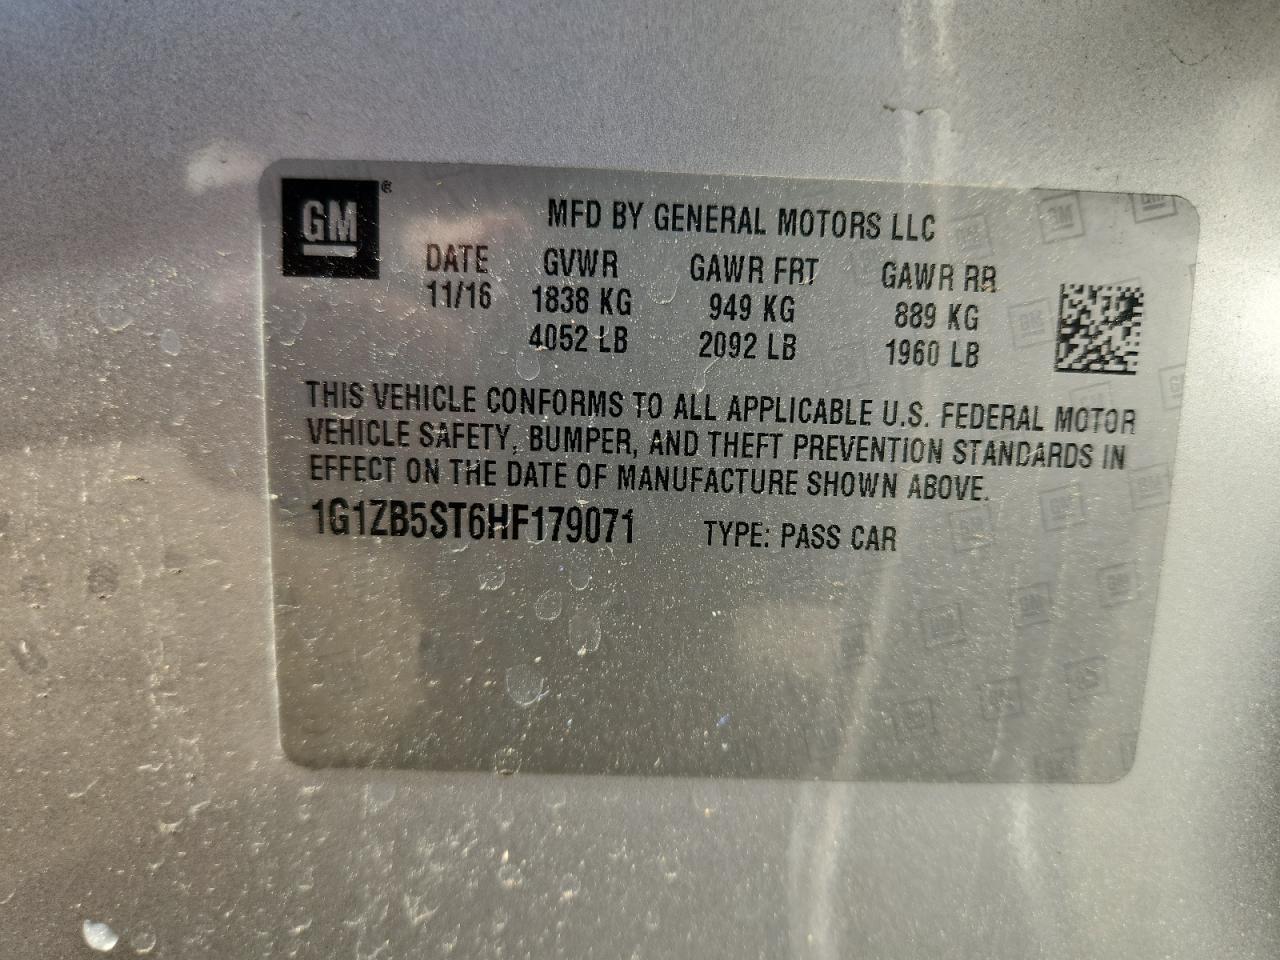 GM®
MFD BY GENERAL MOTORS LLC
DATE GVWR GAWR FRT GAWR RR
11/16 1838 KG 949 KG 889 KG
4052 LB 2092 LB 1960 LB
THIS VEHICLE CONFORMS TO ALL APPLICABLE U.S. FEDERAL MOTOR
VEHICLE SAFETY, BUMPER, AND THEFT PREVENTION STANDARDS IN
EFFECT ON THE DATE OF MANUFACTURE SHOWN ABOVE.
1G1ZB5ST6HF179071 TYPE: PASS CAR